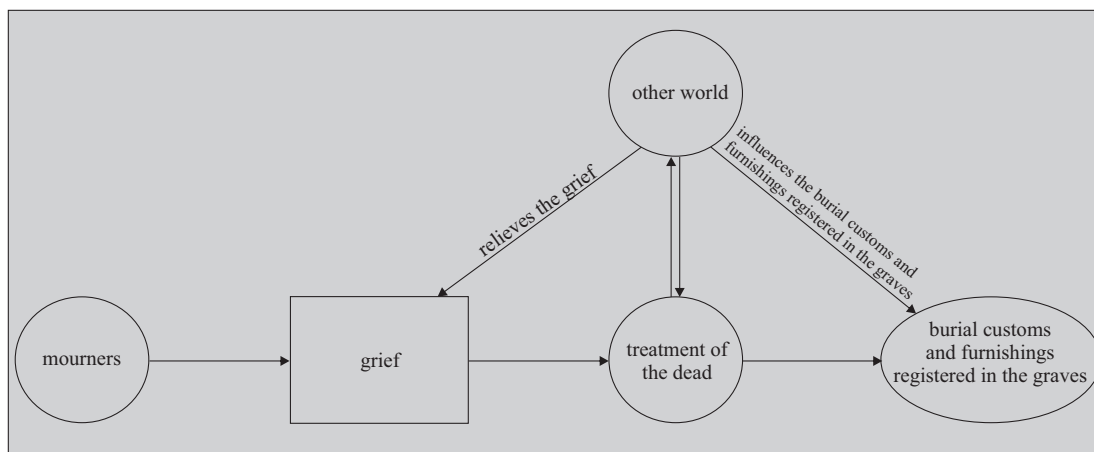 other world
relieves the grief
influences the burial customs and
furnishings registered in the graves
mourners
grief
treatment of
the dead
burial customs
and furnishings
registered in the graves